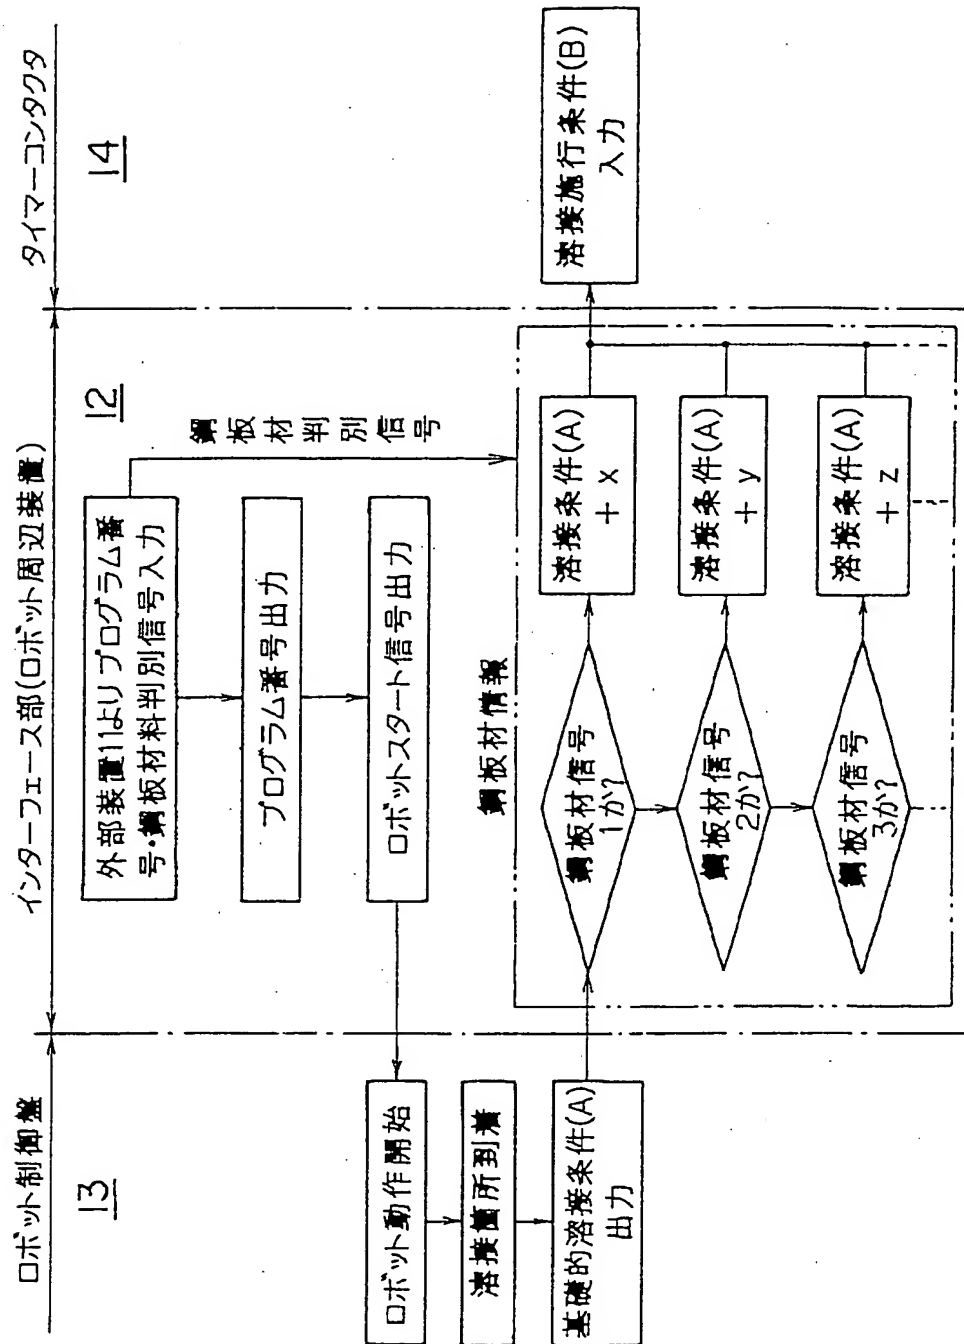 ロボット制御盤
インターフェース部(ロボット周辺装置)
タイマーコンタクタ
13
12
14
外部装置11よりプログラム番
号・鋼板材料判別信号入力
鋼板材判別信号
プログラム番号出力
ロボットスタート信号出力
ロボット動作開始
溶接箇所到着
基礎的溶接条件(A)
出力
鋼板材情報
鋼板材信号
1か?
溶接条件(A)
+ x
鋼板材信号
2か?
溶接条件(A)
+ y
鋼板材信号
3か?
溶接条件(A)
+ z
溶接施行条件(B)
入力